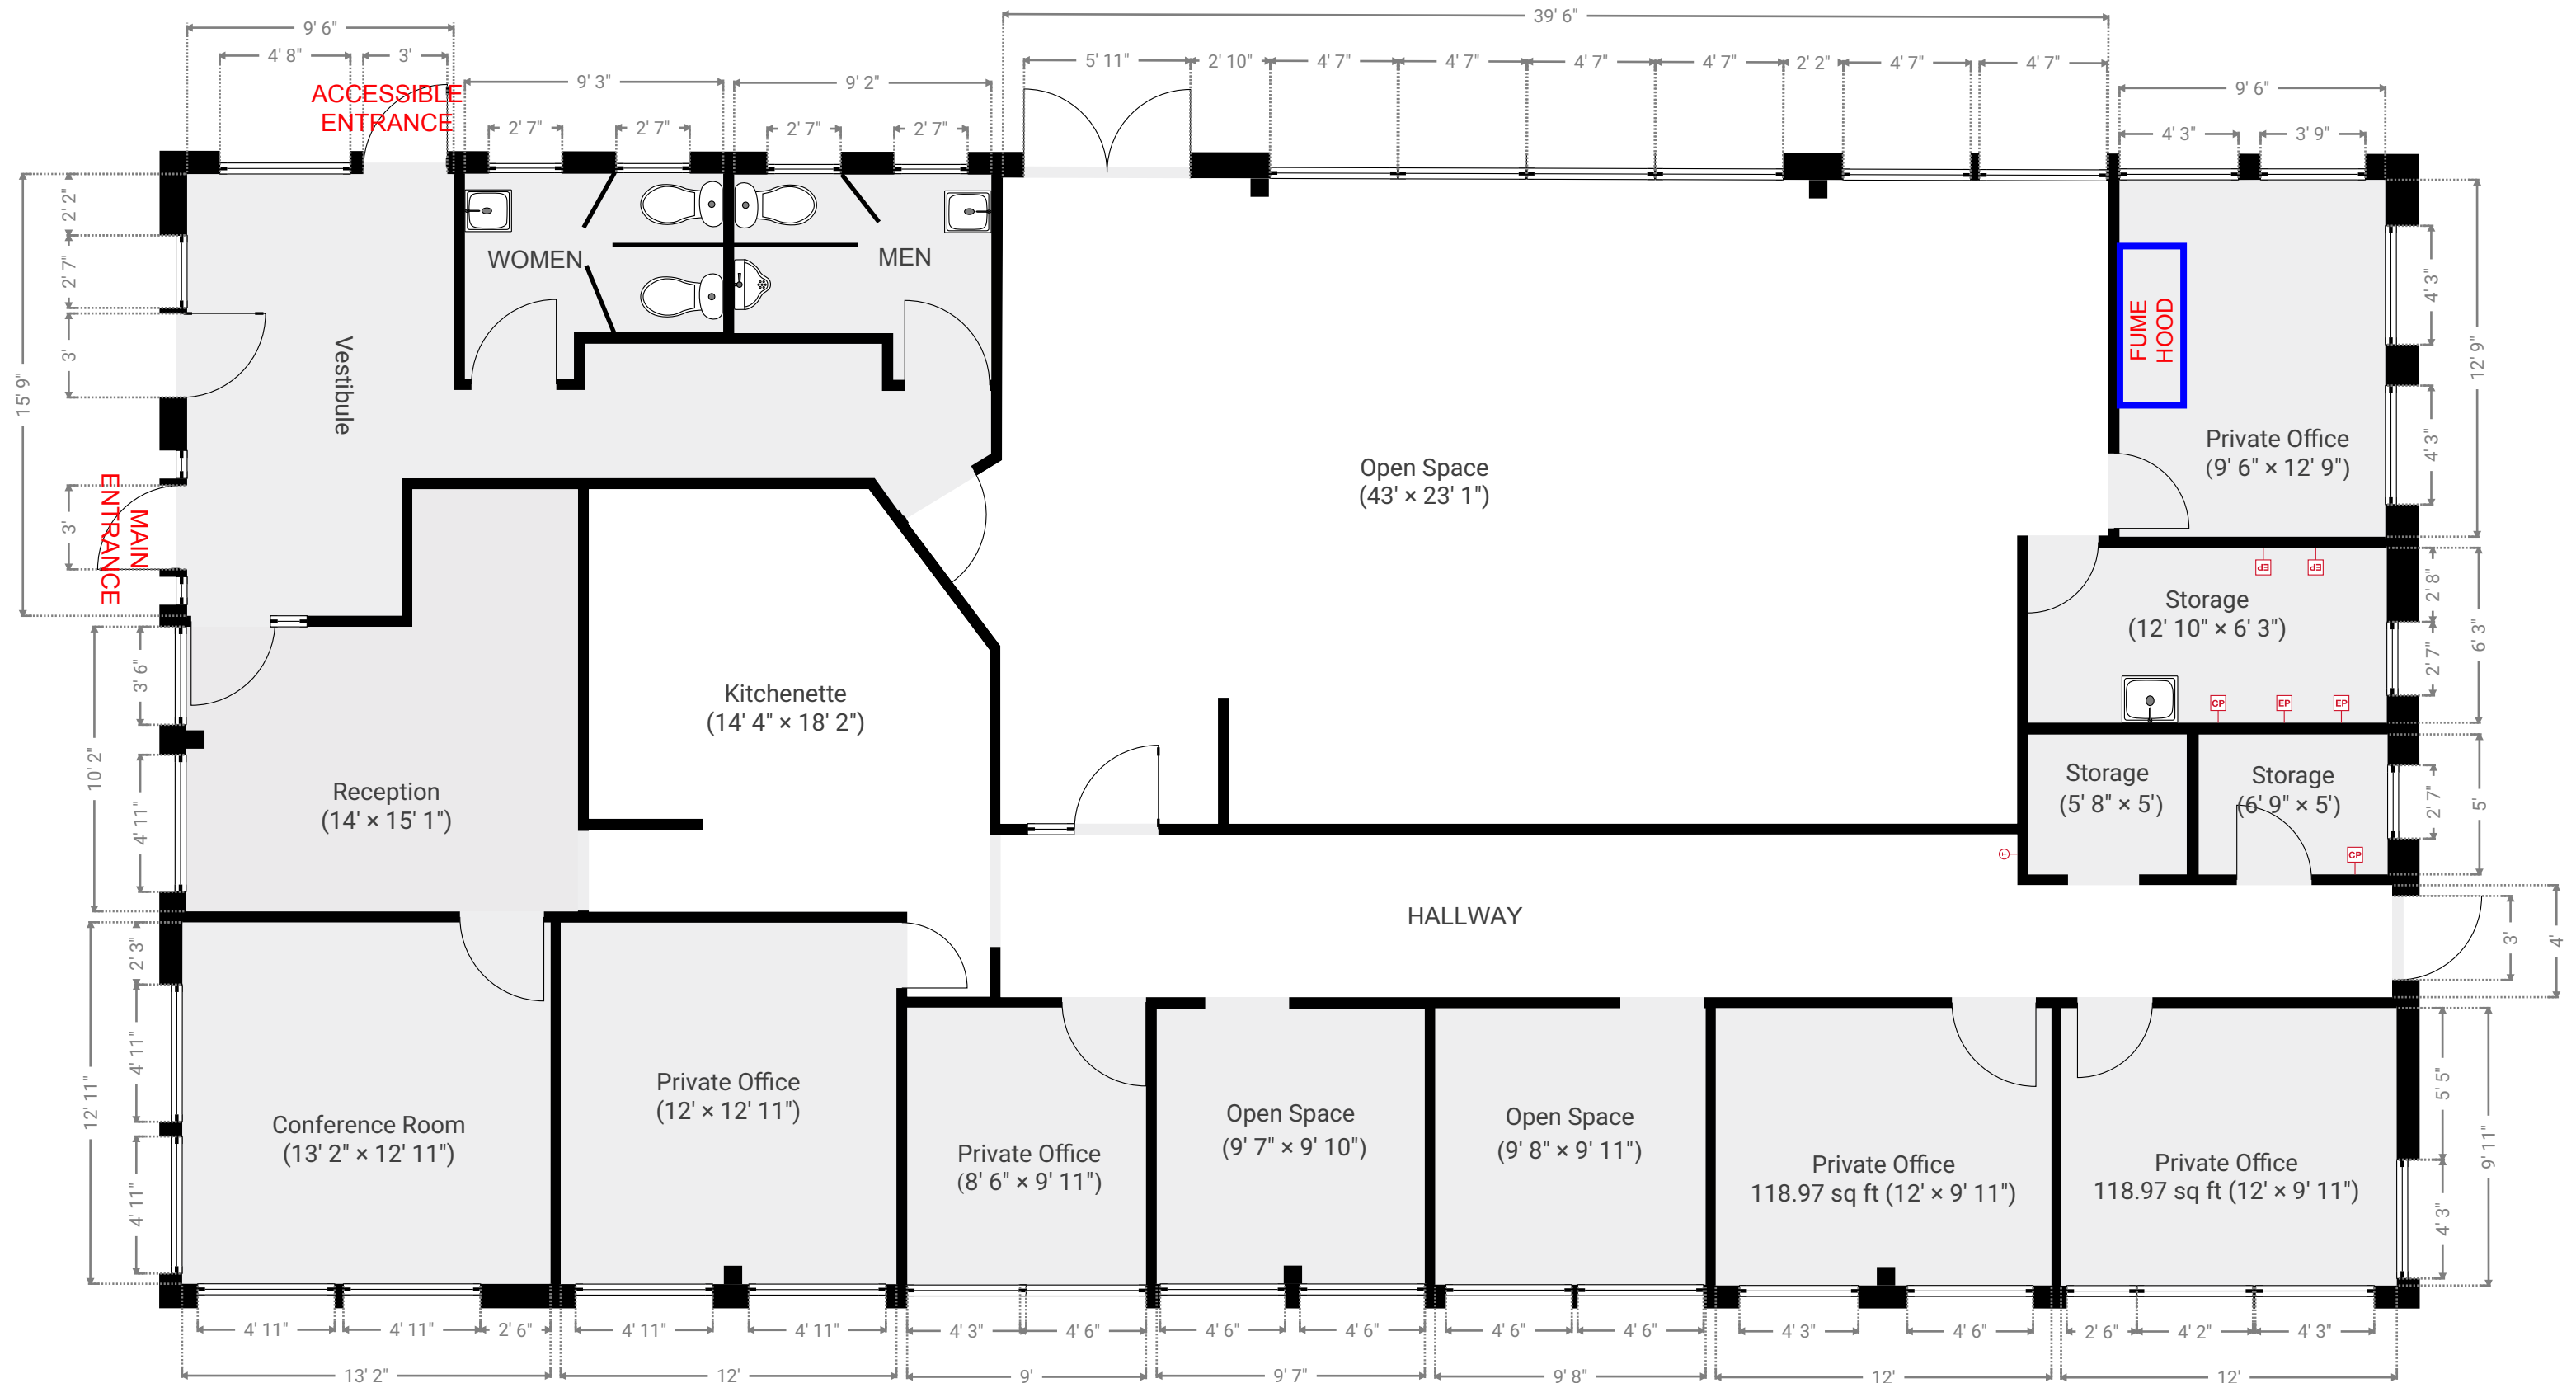 39' 6"
9' 6"
4' 8"
3'
5' 11"
2' 10"
4' 7"
4' 7"
4' 7"
4' 7"
2' 2"
4' 7"
4' 7"
9' 3"
9' 2"
9' 6"
ACCESSIBLE
ENTRANCE
2' 7"
2' 7"
2' 7"
2' 7"
4' 3"
3' 9"
2' 2"
2' 7"
3'
15' 9"
3'
MAIN
ENTRANCE
Vestibule
WOMEN
MEN
Open Space
(43' × 23' 1")
FUME
HOOD
Private Office
(9' 6" × 12' 9")
4' 3"
4' 3"
12' 9"
EP
EP
Storage
(12' 10" × 6' 3")
CP
EP
EP
2' 8"
2' 7"
6' 3"
Storage
(5' 8" × 5')
Storage
(6' 9" × 5')
CP
2' 7"
5'
3' 6"
4' 11"
10' 2"
Kitchenette
(14' 4" × 18' 2")
Reception
(14' × 15' 1")
T
HALLWAY
3'
4'
2' 3"
4' 11"
4' 11"
12' 11"
Conference Room
(13' 2" × 12' 11")
Private Office
(12' × 12' 11")
Private Office
(8' 6" × 9' 11")
Open Space
(9' 7" × 9' 10")
Open Space
(9' 8" × 9' 11")
Private Office
118.97 sq ft (12' × 9' 11")
Private Office
118.97 sq ft (12' × 9' 11")
5' 5"
4' 3"
9' 11"
4' 11"
4' 11"
2' 6"
4' 11"
4' 11"
4' 3"
4' 6"
4' 6"
4' 6"
4' 6"
4' 6"
4' 3"
4' 6"
2' 6"
4' 2"
4' 3"
13' 2"
12'
9'
9' 7"
9' 8"
12'
12'